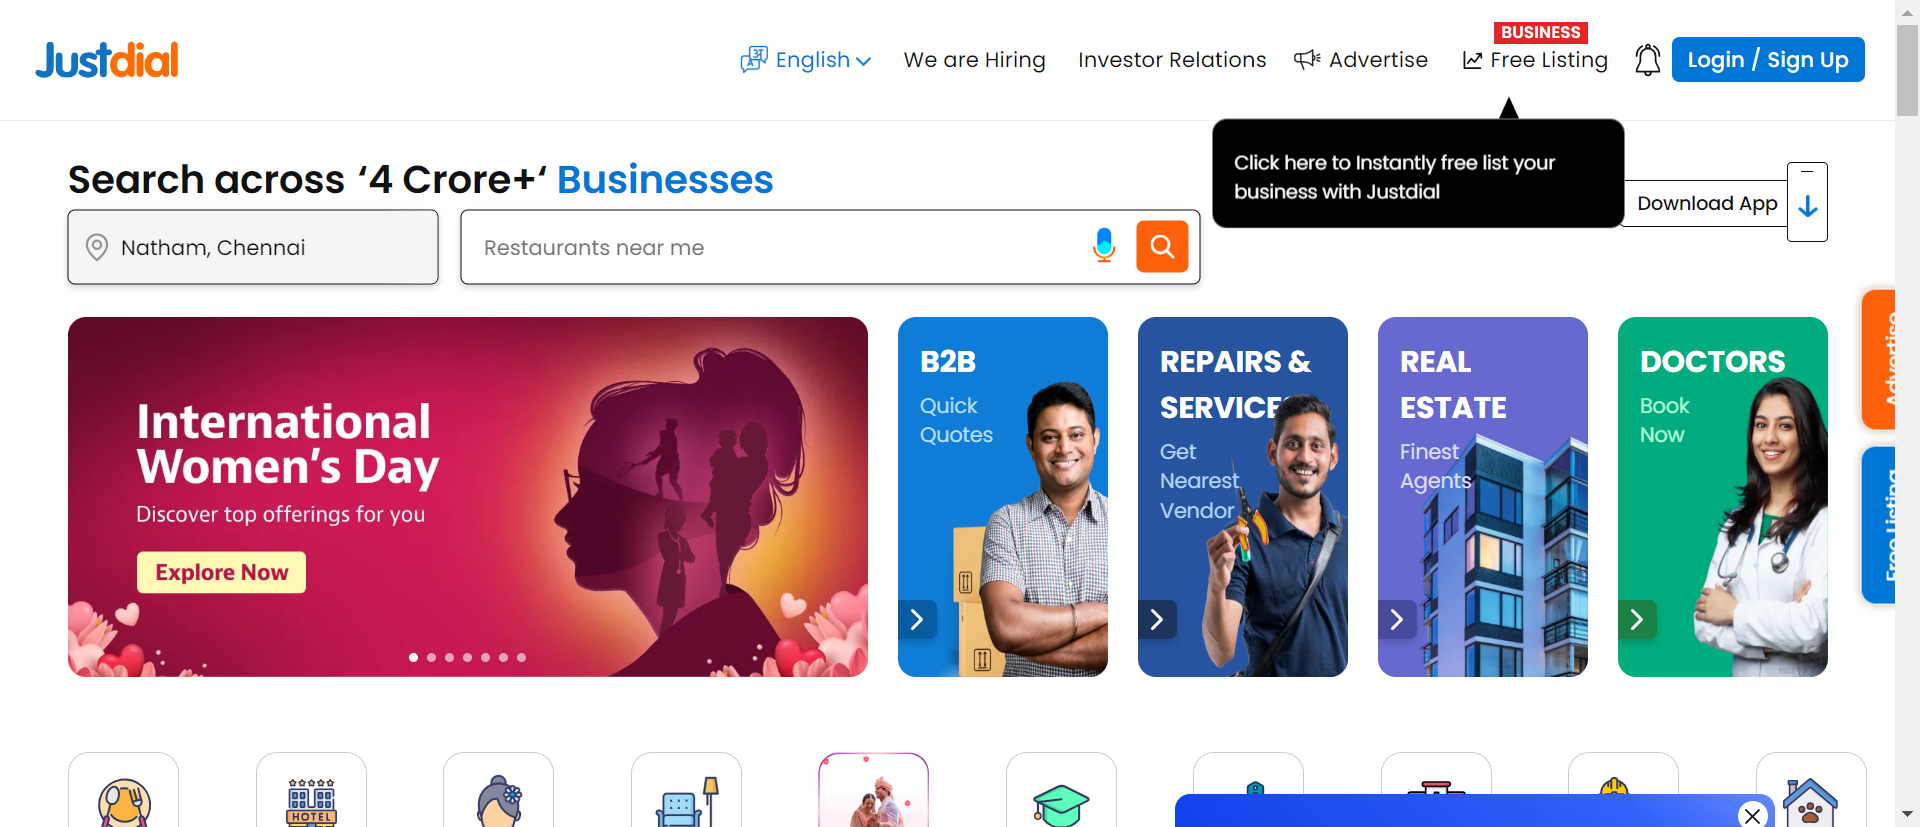 Justdial
English
We are Hiring
Investor Relations
Advertise
BUSINESS
Free Listing
Login / Sign Up
Click here to Instantly free list your
business with Justdial
Download App
Search across ‘4 Crore+‘ Businesses
Natham, Chennai
Restaurants near me
International
Women’s Day
Discover top offerings for you
Explore Now
B2B
Quick
Quotes
REPAIRS &
SERVICES
Get
Nearest
Vendor
REAL
ESTATE
Finest
Agents
DOCTORS
Book
Now
Advertise
Free Listing
HOTEL